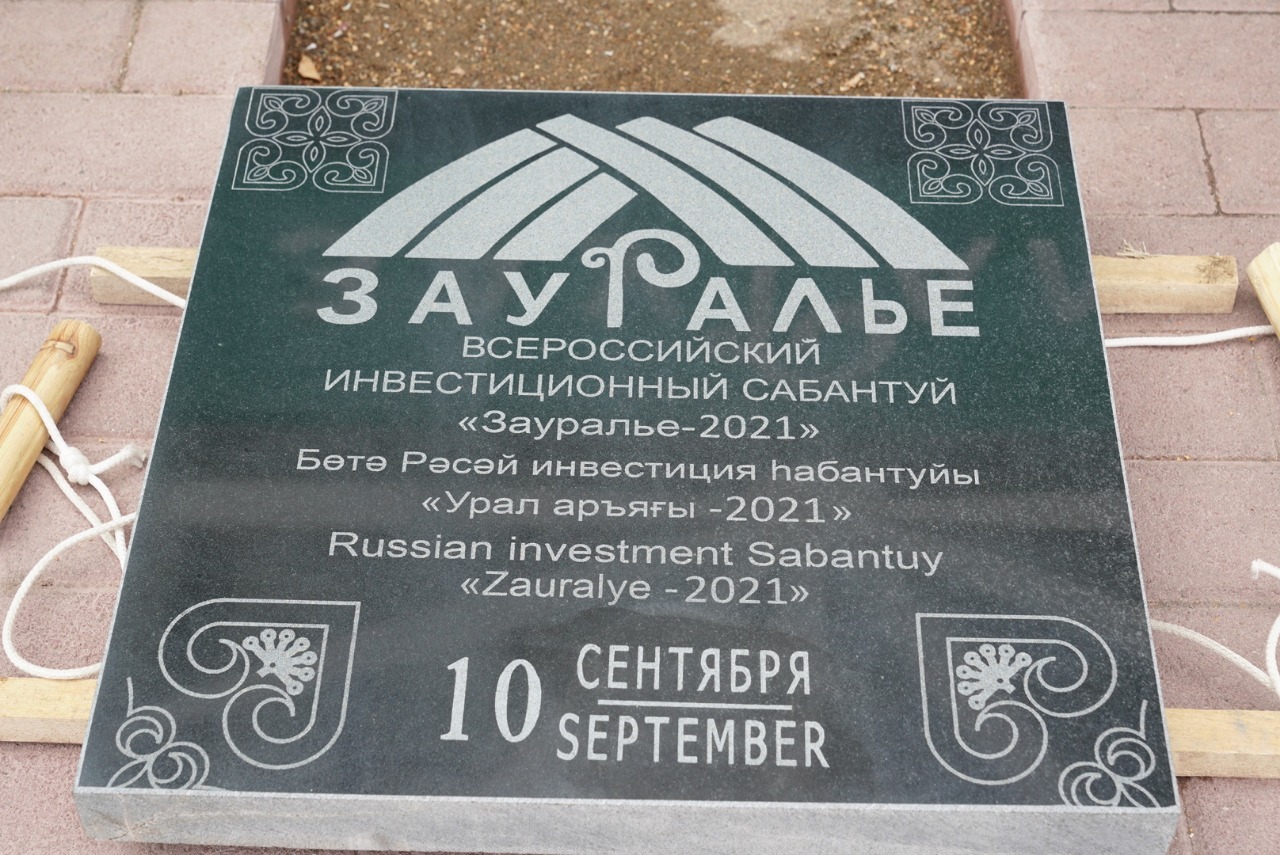 ЗАУРАЛЬЕ
ВСЕРОССИЙСКИЙ
ИНВЕСТИЦИОННЫЙ САБАНТУЙ
«Зауралье-2021»
Бөтә Рәсәй инвестиция һабантуйы
«Урал аръяғы -2021»
Russian investment Sabantuy
«Zauralye -2021»
10 СЕНТЯБРЯ
SEPTEMBER